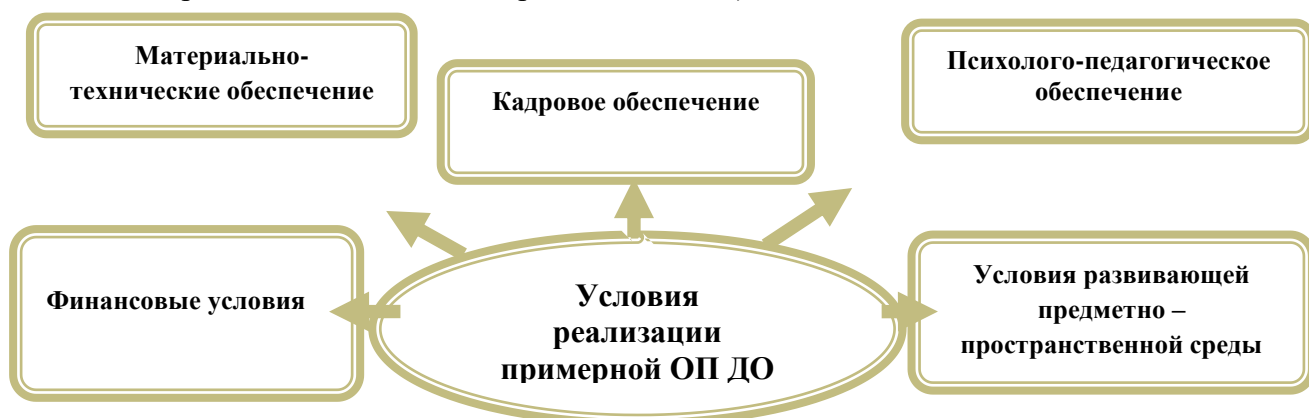 Материально-
технические обеспечение
Кадровое обеспечение
Психолого-педагогическое
обеспечение
Финансовые условия
Условия
реализации
примерной ОП ДО
Условия развивающей
предметно –
пространственной среды